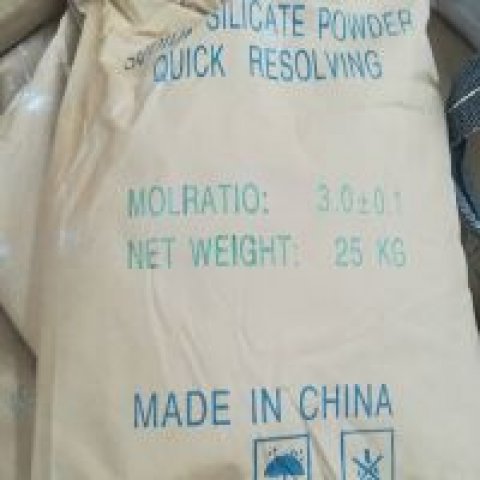 SILICATE POWDER
QUICK RESOLVING
MOLRATIO: 3.0±0.1
NET WEIGHT: 25 KG
MADE IN CHINA